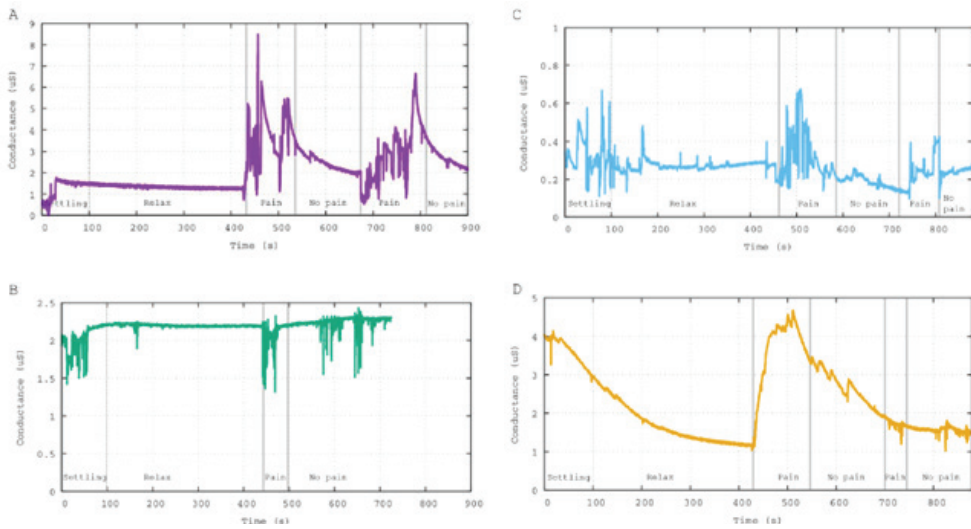 A
Conductance (uS)
9
8
7
6
5
4
3
2
1
0
ttling
Relax
Pain
No pain
Pain
No pain
0 100 200 300 400 500 600 700 800 900
Time (s)
C
Conductance (uS)
1
0.8
0.6
0.4
0.2
0
Settling
Relax
Pain
No pain
Pain
No
pain
0 100 200 300 400 500 600 700 800
Time (s)
B
Conductance (uS)
2.5
2
1.5
1
0.5
0
Settling
Relax
Pain
No pain
0 100 200 300 400 500 600 700 800 900
Time (s)
D
Conductance (uS)
5
4
3
2
1
0
Settling
Relax
Pain
No pain
Pain
No pain
0 100 200 300 400 500 600 700 800
Time (s)